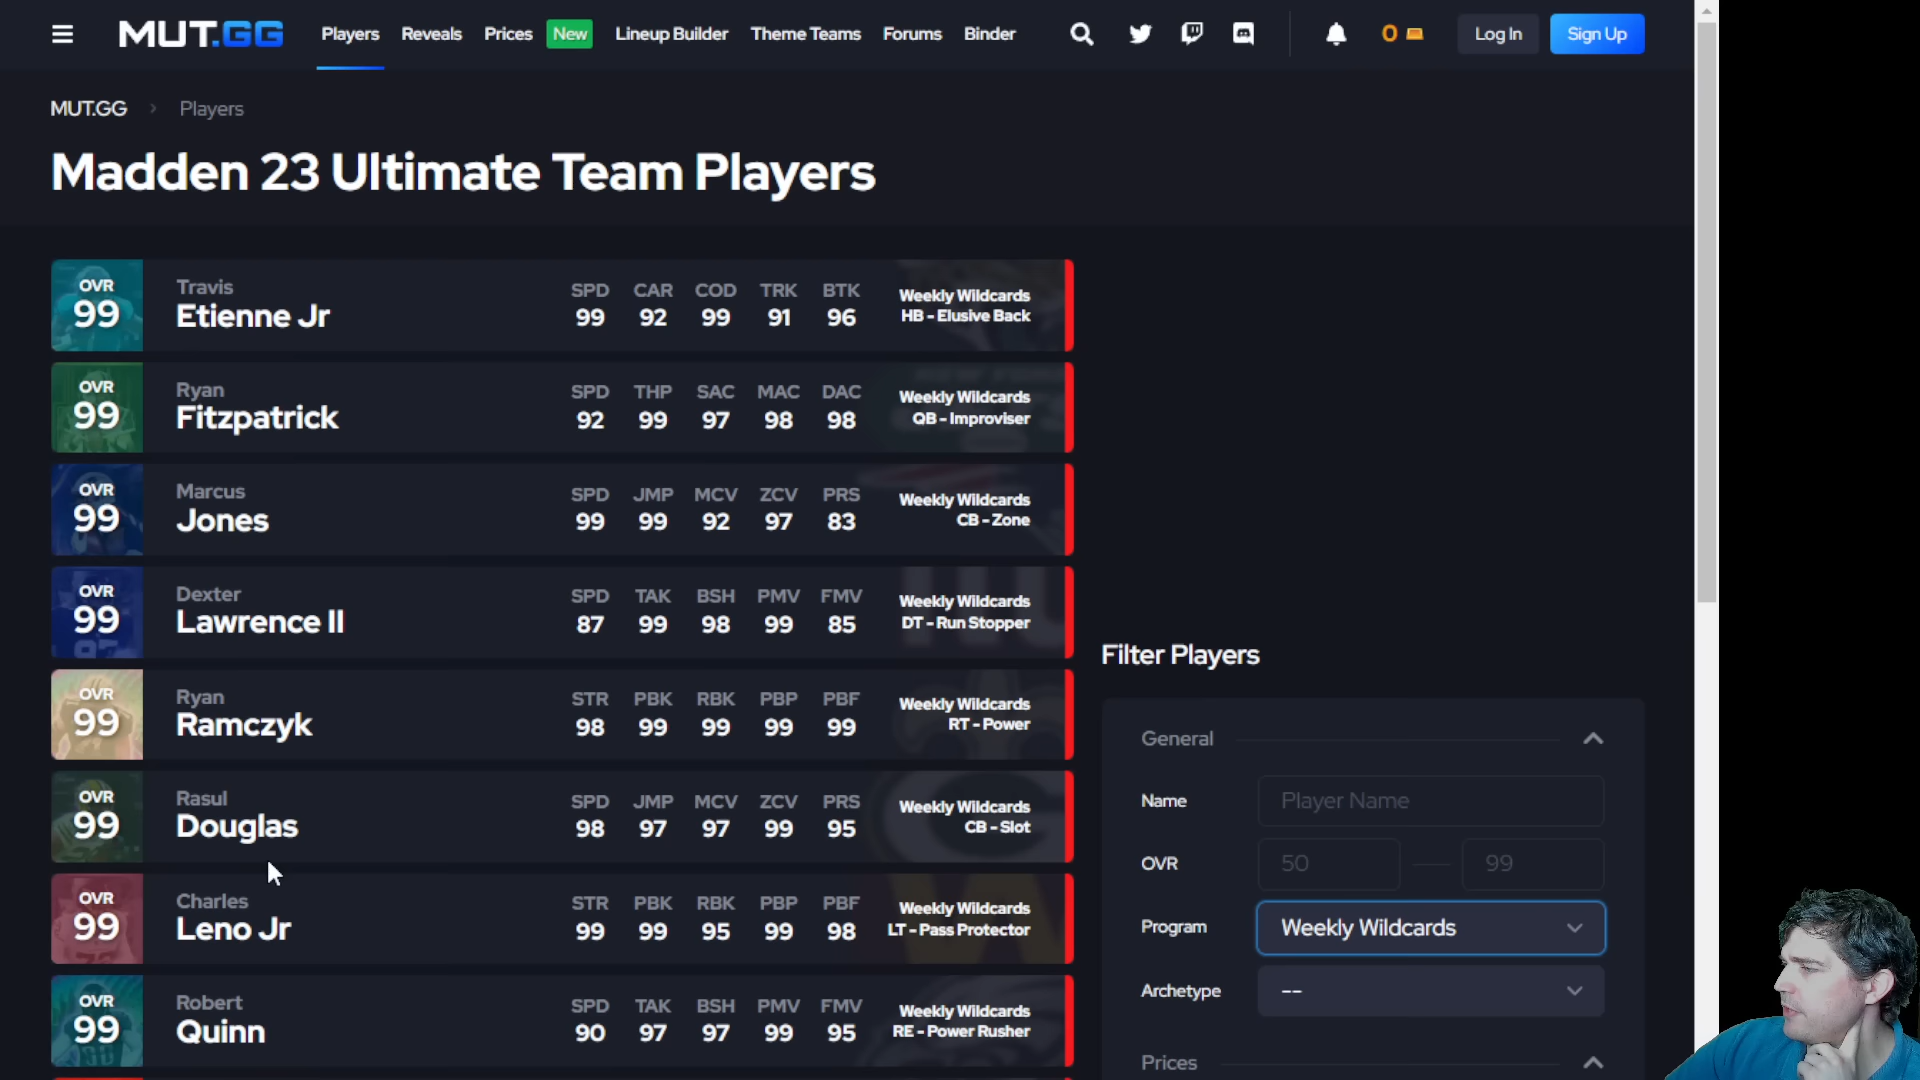 MUT.GG Players Reveals Prices New Lineup Builder Theme Teams Forums Binder 0 Log In Sign Up
MUT.GG › Players
Madden 23 Ultimate Team Players
OVR 99 Travis Etienne Jr SPD 99 CAR 92 COD 99 TRK 91 BTK 96 Weekly Wildcards HB - Elusive Back
OVR 99 Ryan Fitzpatrick SPD 92 THP 99 SAC 97 MAC 98 DAC 98 Weekly Wildcards QB - Improviser
OVR 99 Marcus Jones SPD 99 JMP 99 MCV 92 ZCV 97 PRS 83 Weekly Wildcards CB - Zone
OVR 99 Dexter Lawrence II SPD 87 TAK 99 BSH 98 PMV 99 FMV 85 Weekly Wildcards DT - Run Stopper
OVR 99 Ryan Ramczyk STR 98 PBK 99 RBK 99 PBP 99 PBF 99 Weekly Wildcards RT - Power
OVR 99 Rasul Douglas SPD 98 JMP 97 MCV 97 ZCV 99 PRS 95 Weekly Wildcards CB - Slot
OVR 99 Charles Leno Jr STR 99 PBK 99 RBK 95 PBP 99 PBF 98 Weekly Wildcards LT - Pass Protector
OVR 99 Robert Quinn SPD 90 TAK 97 BSH 97 PMV 99 FMV 95 Weekly Wildcards RE - Power Rusher
Filter Players
General
Name Player Name
OVR 50 — 99
Program Weekly Wildcards
Archetype --
Prices